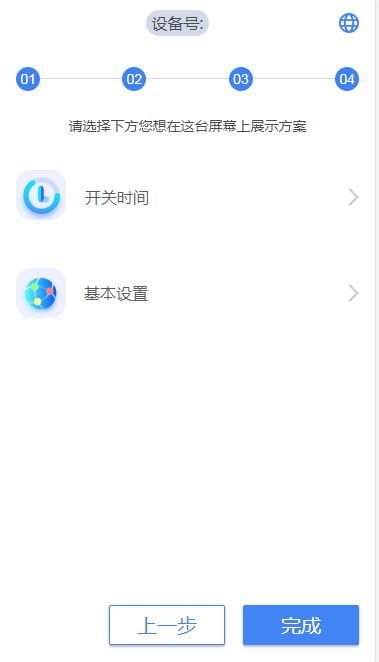 设备号:
01 02 03 04
请选择下方您想在这台屏幕上展示方案
开关时间
基本设置
上一步 完成